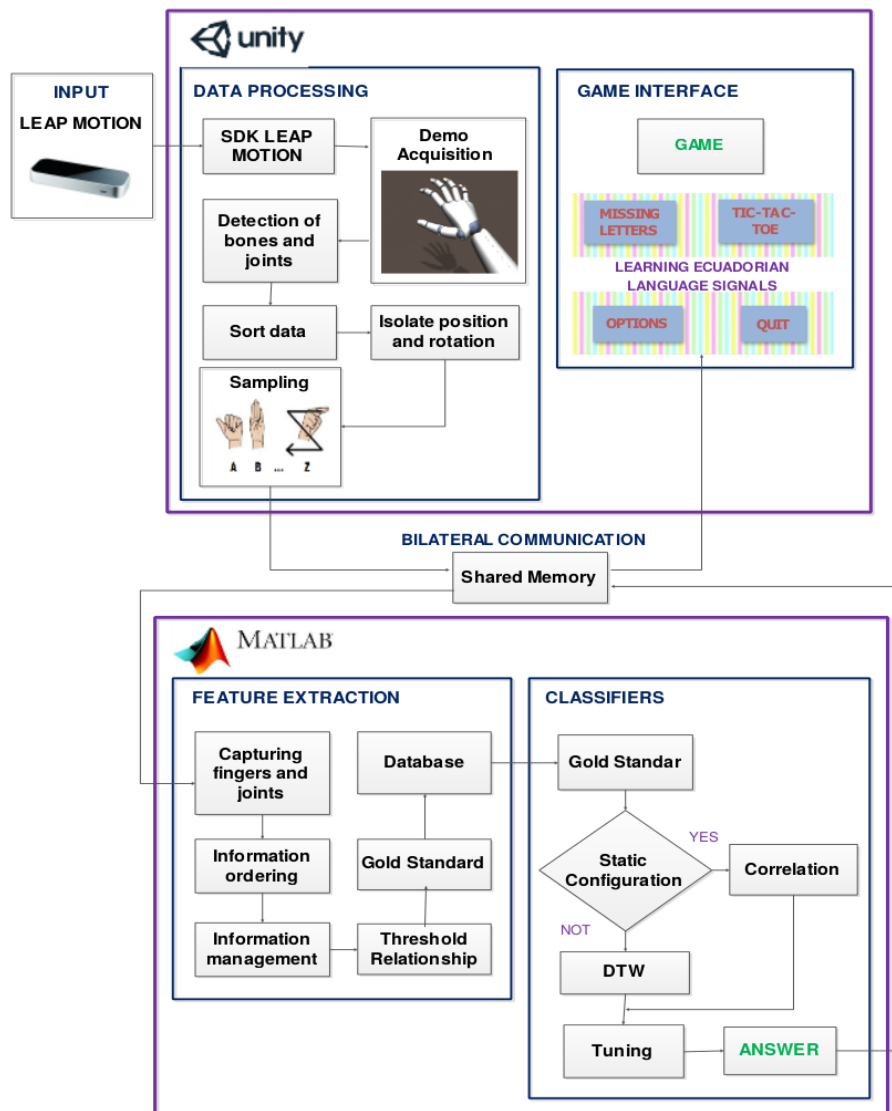 unity
INPUT
LEAP MOTION
DATA PROCESSING
SDK LEAP
MOTION
Demo
Acquisition
Detection of
bones and
joints
Sort data
Isolate position
and rotation
Sampling
A B ... Z
GAME INTERFACE
GAME
MISSING
LETTERS
TIC-TAC-
TOE
LEARNING ECUADORIAN
LANGUAGE SIGNALS
OPTIONS
QUIT
BILATERAL COMMUNICATION
Shared Memory
MATLAB
FEATURE EXTRACTION
Capturing
fingers and
joints
Information
ordering
Information
management
Threshold
Relationship
Gold Standard
Database
CLASSIFIERS
Gold Standar
Static
Configuration
YES
Correlation
NOT
DTW
Tuning
ANSWER